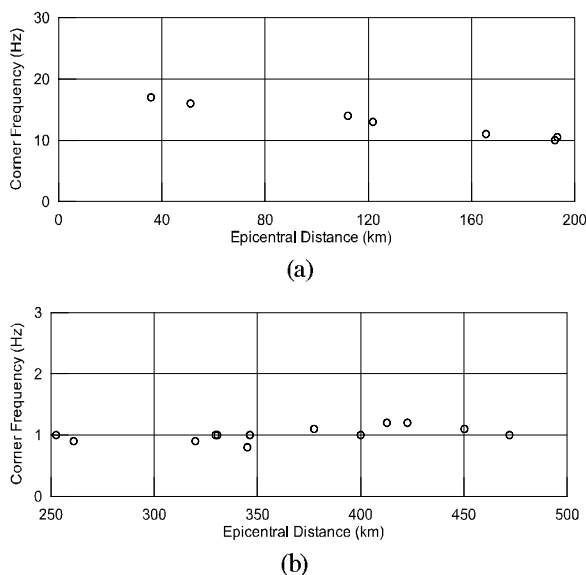 30
20
10
0
Corner Frequency (Hz)
0 40 80 120 160 200
Epicentral Distance (km)
(a)
3
2
1
0
Corner Frequency (Hz)
250 300 350 400 450 500
Epicentral Distance (km)
(b)